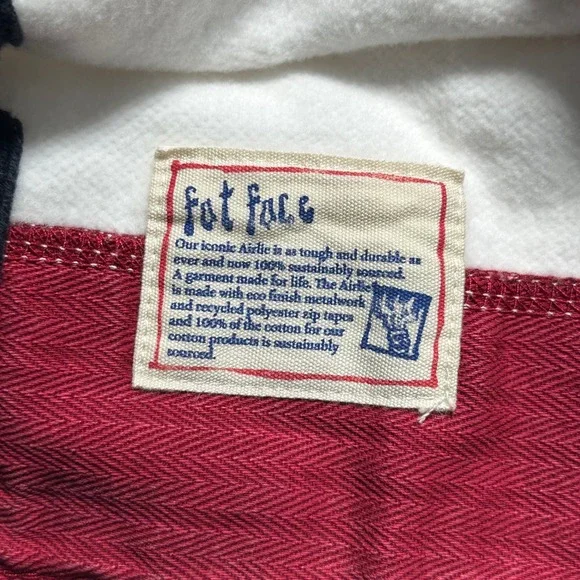 fat face
Our iconic Airlie is as tough and durable as
ever and now 100% sustainably sourced.
A garment made for life. The Airlie
is made with eco finish metalwork
and recycled polyester zip tapes
and 100% of the cotton for our
cotton products is sustainably
sourced.